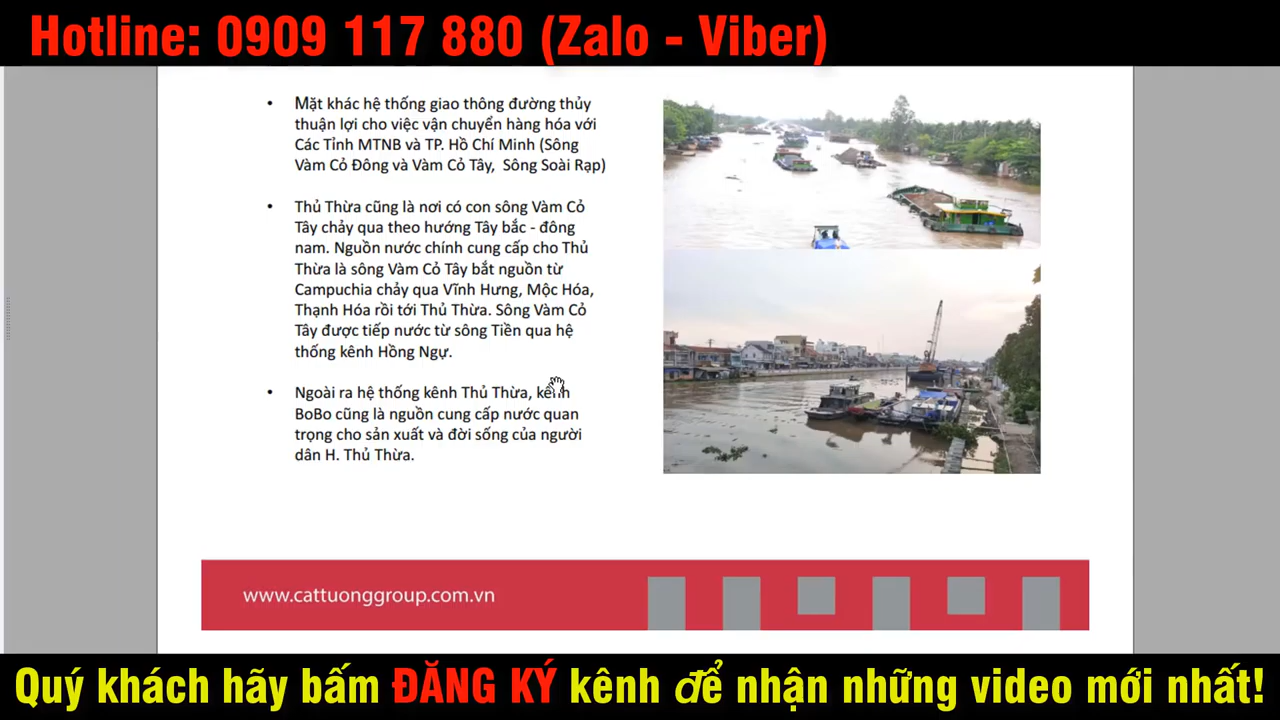 Hotline: 0909 117 880 (Zalo - Viber)
• Mặt khác hệ thống giao thông đường thủy
thuận lợi cho việc vận chuyển hàng hóa với
Các Tỉnh MTNB và TP. Hồ Chí Minh (Sông
Vàm Cỏ Đông và Vàm Cỏ Tây, Sông Soài Rạp)
• Thủ Thừa cũng là nơi có con sông Vàm Cỏ
Tây chảy qua theo hướng Tây bắc - đông
nam. Nguồn nước chính cung cấp cho Thủ
Thừa là sông Vàm Cỏ Tây bắt nguồn từ
Campuchia chảy qua Vĩnh Hưng, Mộc Hóa,
Thạnh Hóa rồi tới Thủ Thừa. Sông Vàm Cỏ
Tây được tiếp nước từ sông Tiền qua hệ
thống kênh Hồng Ngự.
• Ngoài ra hệ thống kênh Thủ Thừa, kênh
BoBo cũng là nguồn cung cấp nước quan
trọng cho sản xuất và đời sống của người
dân H. Thủ Thừa.
www.cattuonggroup.com.vn
Quý khách hãy bấm ĐĂNG KÝ kênh để nhận những video mới nhất!